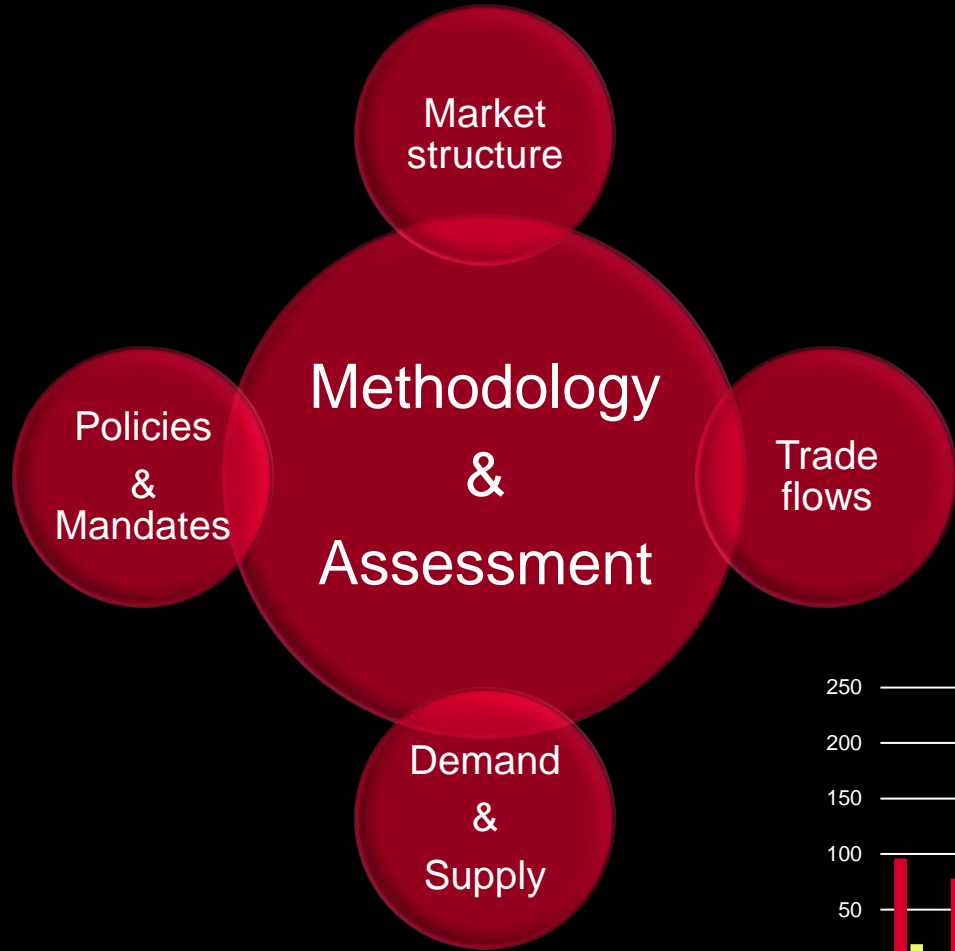 Market
structure
Methodology
&
Assessment
Policies
&
Mandates
Trade
flows
Demand
&
Supply
250
200
150
100
50